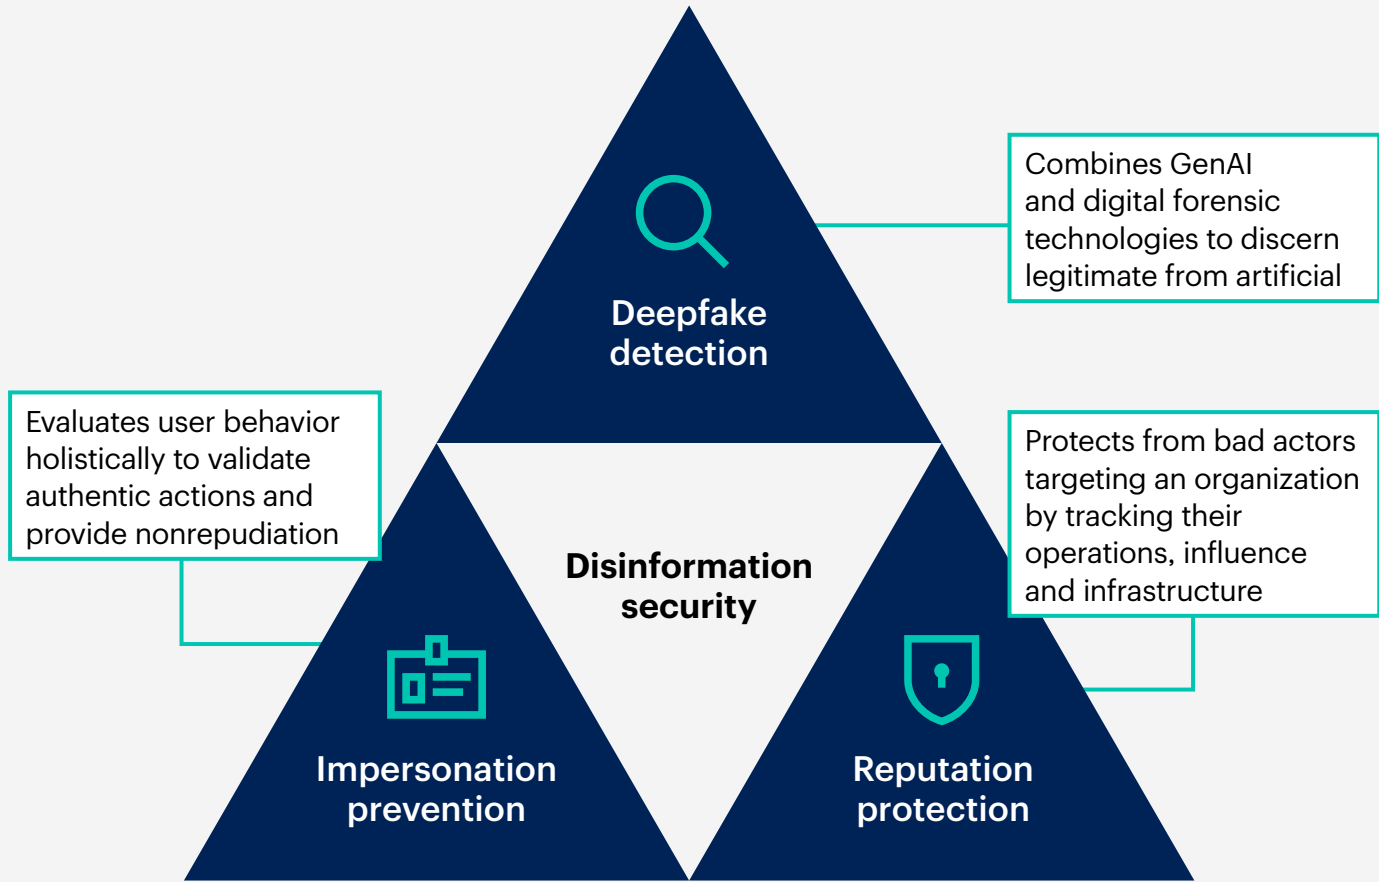 Combines GenAI
and digital forensic
technologies to discern
legitimate from artificial
Deepfake
detection
Evaluates user behavior
holistically to validate
authentic actions and
provide nonrepudiation
Protects from bad actors
targeting an organization
by tracking their
operations, influence
and infrastructure
Disinformation
security
Impersonation
prevention
Reputation
protection